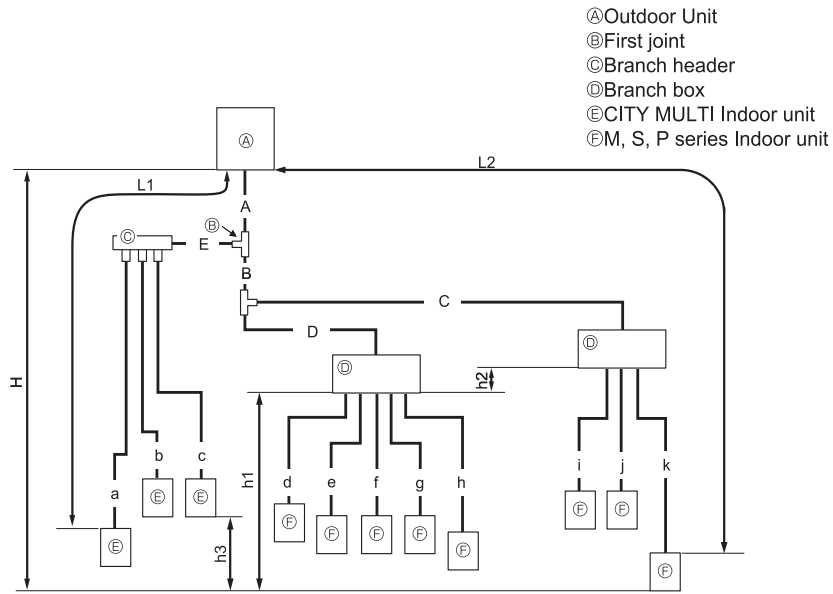 ⒶOutdoor Unit
ⒷFirst joint
ⒸBranch header
ⒹBranch box
ⒺCITY MULTI Indoor unit
ⒻM, S, P series Indoor unit
Ⓐ
L2
L1
A
Ⓑ
Ⓒ
E
B
C
D
Ⓓ
Ⓓ
h2
H
h1
a
b
c
d
e
f
g
h
i
j
k
Ⓔ
Ⓔ
Ⓔ
Ⓕ
Ⓕ
Ⓕ
Ⓕ
Ⓕ
Ⓕ
Ⓕ
Ⓕ
h3